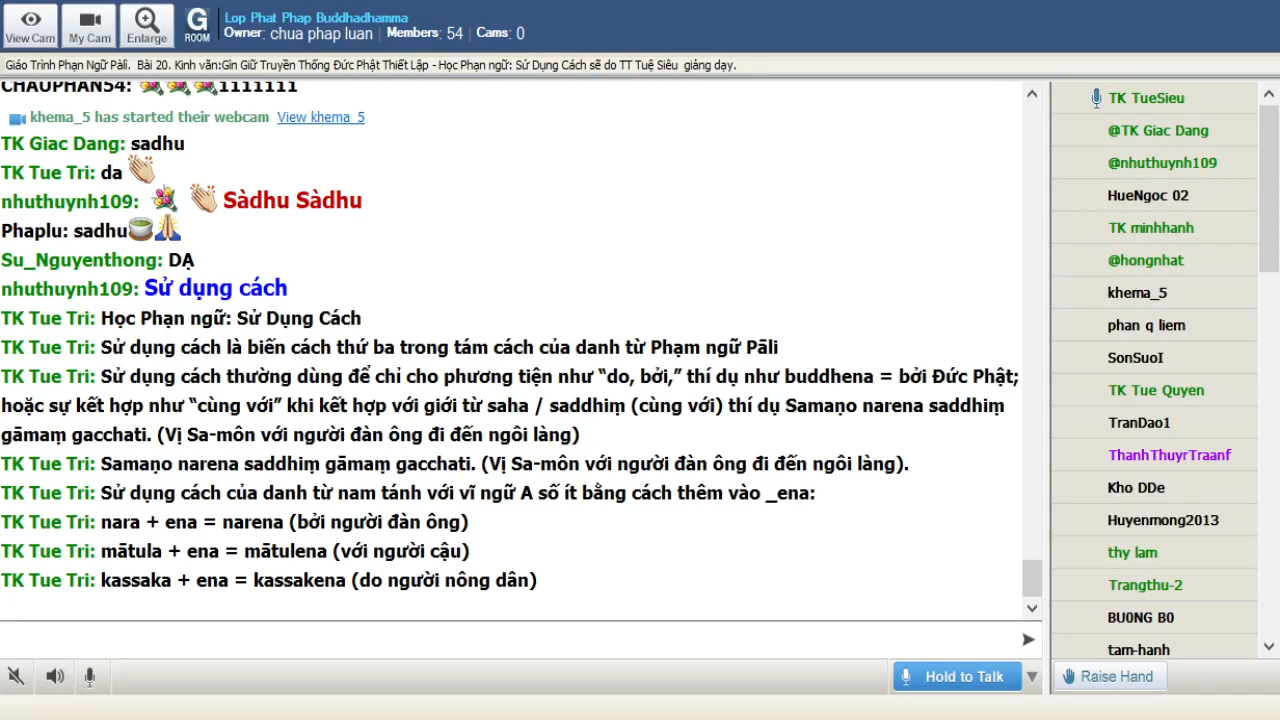 View Cam
My Cam
Enlarge
G
ROOM
Lop Phat Phap Buddhadhamma
Owner: chua phap luan | Members: 54 | Cams: 0
Giáo Trình Phạn Ngữ Pàli. Bài 20. Kinh văn:Gìn Giữ Truyền Thống Đức Phật Thiết Lập - Học Phạn ngữ: Sử Dụng Cách sẽ do TT Tuệ Siêu giảng dạy.
CHAUPHAN54: 1111111
khema_5 has started their webcam View khema_5
TK Giac Dang: sadhu
TK Tue Tri: da
nhuthuynh109: Sàdhu Sàdhu
Phaplu: sadhu
Su_Nguyenthong: DẠ
nhuthuynh109: Sử dụng cách
TK Tue Tri: Học Phạn ngữ: Sử Dụng Cách
TK Tue Tri: Sử dụng cách là biến cách thứ ba trong tám cách của danh từ Phạm ngữ Pāli
TK Tue Tri: Sử dụng cách thường dùng để chỉ cho phương tiện như “do, bởi,” thí dụ như buddhena = bởi Đức Phật;
hoặc sự kết hợp như “cùng với” khi kết hợp với giới từ saha / saddhiṃ (cùng với) thí dụ Samaṇo narena saddhiṃ
gāmaṃ gacchati. (Vị Sa-môn với người đàn ông đi đến ngôi làng)
TK Tue Tri: Samaṇo narena saddhiṃ gāmaṃ gacchati. (Vị Sa-môn với người đàn ông đi đến ngôi làng).
TK Tue Tri: Sử dụng cách của danh từ nam tánh với vĩ ngữ A số ít bằng cách thêm vào _ena:
TK Tue Tri: nara + ena = narena (bởi người đàn ông)
TK Tue Tri: mātula + ena = mātulena (với người cậu)
TK Tue Tri: kassaka + ena = kassakena (do người nông dân)
Hold to Talk
TK TueSieu
@TK Giac Dang
@nhuthuynh109
HueNgoc 02
TK minhhanh
@hongnhat
khema_5
phan q liem
SonSuoI
TK Tue Quyen
TranDao1
ThanhThuyrTraanf
Kho DDe
Huyenmong2013
thy lam
Trangthu-2
BU0NG B0
tam-hanh
Raise Hand